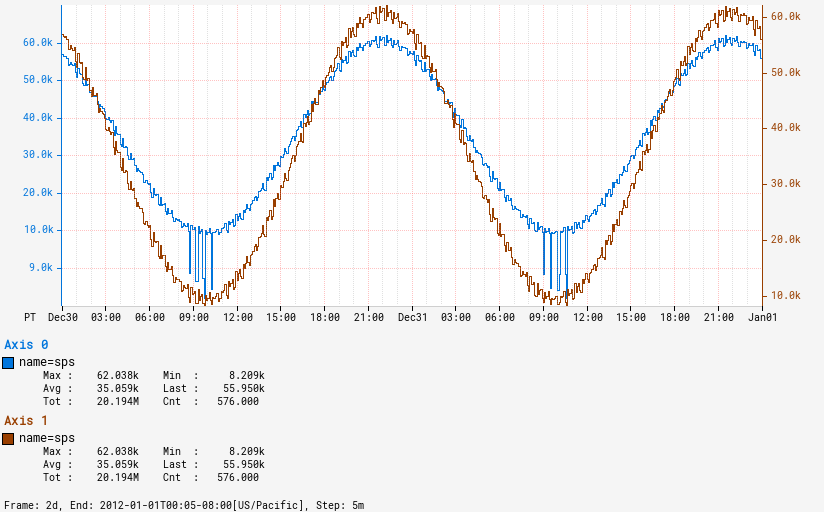 60.0k
50.0k
40.0k
30.0k
20.0k
10.0k
9.0k
60.0k
50.0k
40.0k
30.0k
20.0k
10.0k
PT Dec30 03:00 06:00 09:00 12:00 15:00 18:00 21:00 Dec31 03:00 06:00 09:00 12:00 15:00 18:00 21:00 Jan01
Axis 0
name=sps
Max : 62.038k Min : 8.209k
Avg : 35.059k Last : 55.950k
Tot : 20.194M Cnt : 576.000
Axis 1
name=sps
Max : 62.038k Min : 8.209k
Avg : 35.059k Last : 55.950k
Tot : 20.194M Cnt : 576.000
Frame: 2d, End: 2012-01-01T00:05-08:00[US/Pacific], Step: 5m